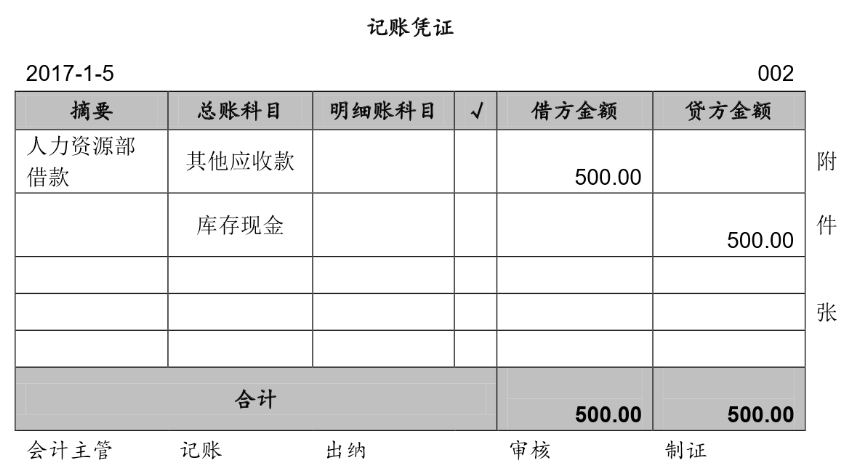 记账凭证
2017-1-5 002
摘要 总账科目 明细账科目 √ 借方金额 贷方金额
人力资源部
借款 其他应收款 500.00
附
库存现金 500.00
件
张
合计 500.00 500.00
会计主管 记账 出纳 审核 制证